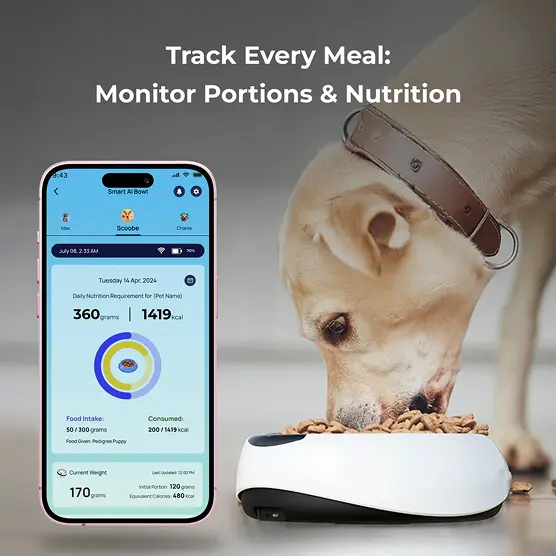 Track Every Meal:
Monitor Portions & Nutrition
9:43
Smart AI Bowl
Max
Scoobe
Charlie
July 08, 2:33 AM
70%
Tuesday 14 Apr, 2024
Daily Nutrition Requirement for (Pet Name)
360 grams | 1419 kcal
Food Intake: Consumed:
50 / 300 grams 200 / 1419 kcal
Food Given: Pedigree Puppy
Current Weight Last Updated: 12:00 PM
170 grams
Initial Portion: 120 grams
Equivalent Calories: 480 Kcal